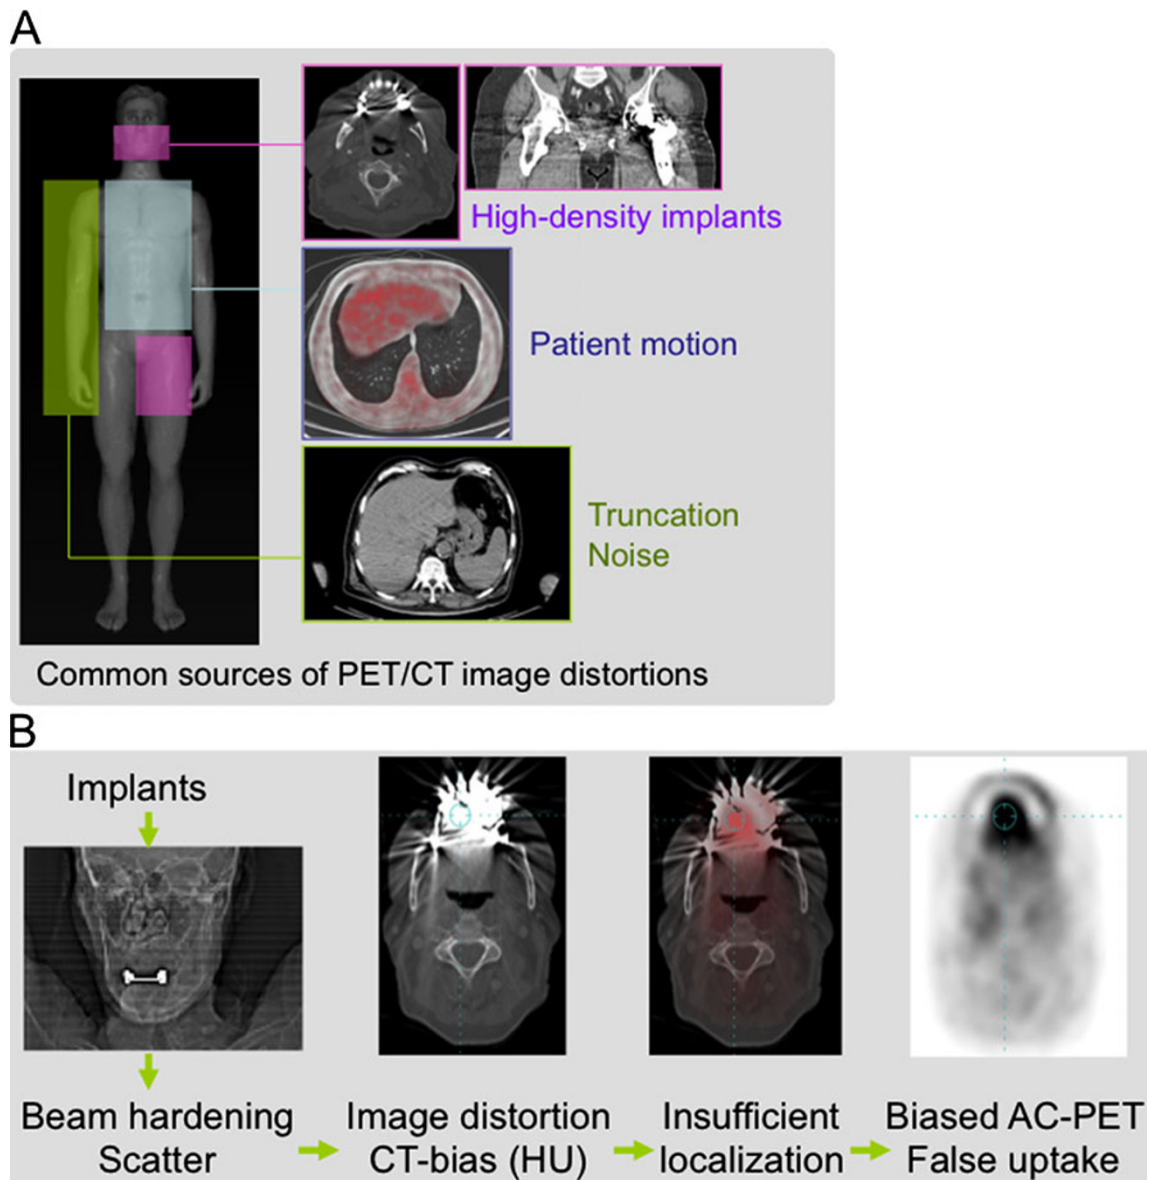 A
High-density implants
Patient motion
Truncation
Noise
Common sources of PET/CT image distortions
B
Implants
Beam hardening
Scatter
Image distortion
CT-bias (HU)
Insufficient
localization
Biased AC-PET
False uptake